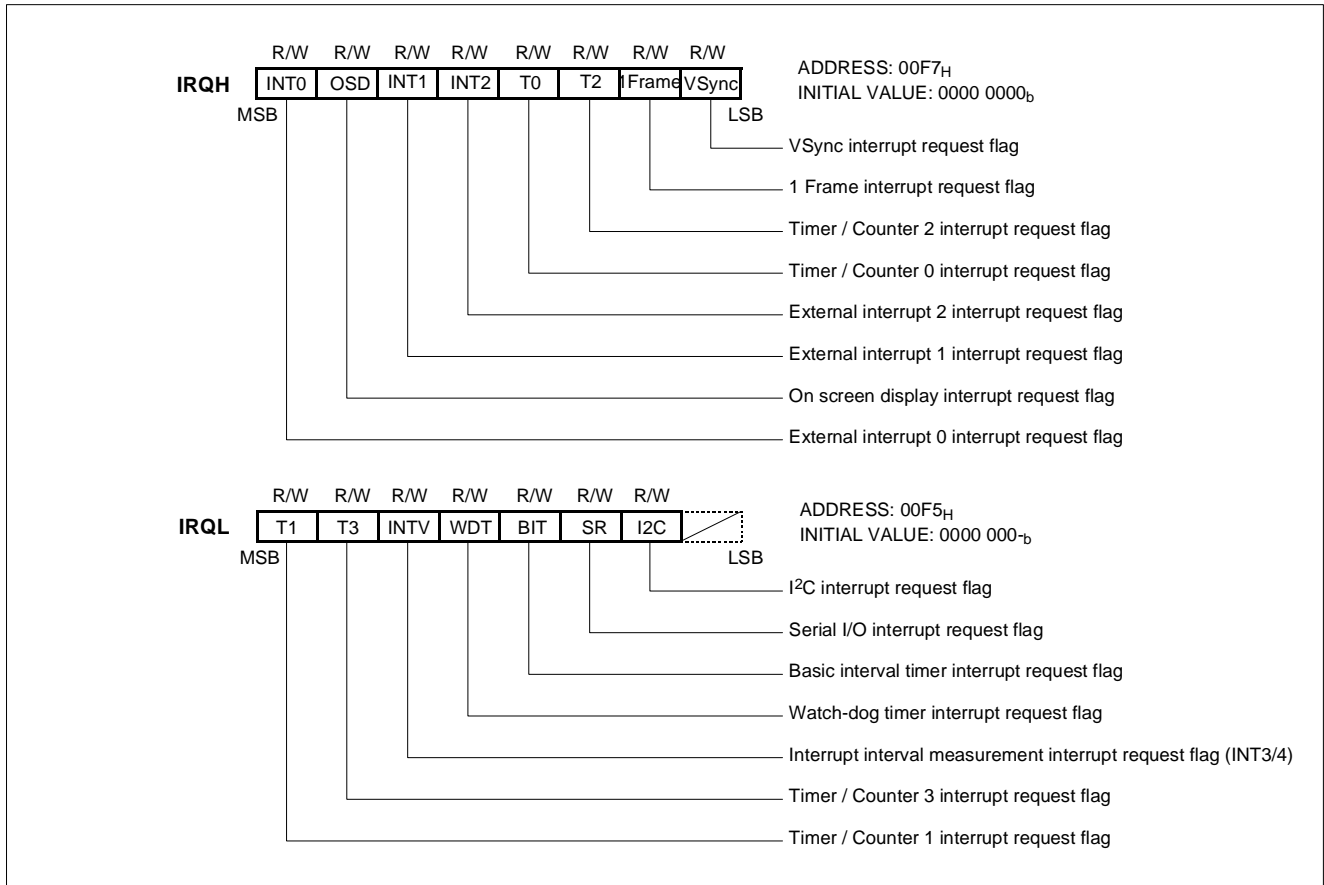 R/W R/W R/W R/W R/W R/W R/W R/W
IRQH INT0 OSD INT1 INT2 T0 T2 1Frame VSync
MSB LSB
ADDRESS: 00F7H
INITIAL VALUE: 0000 0000b
VSync interrupt request flag
1 Frame interrupt request flag
Timer / Counter 2 interrupt request flag
Timer / Counter 0 interrupt request flag
External interrupt 2 interrupt request flag
External interrupt 1 interrupt request flag
On screen display interrupt request flag
External interrupt 0 interrupt request flag
R/W R/W R/W R/W R/W R/W R/W
IRQL T1 T3 INTV WDT BIT SR I2C
MSB LSB
ADDRESS: 00F5H
INITIAL VALUE: 0000 000-b
I2C interrupt request flag
Serial I/O interrupt request flag
Basic interval timer interrupt request flag
Watch-dog timer interrupt request flag
Interrupt interval measurement interrupt request flag (INT3/4)
Timer / Counter 3 interrupt request flag
Timer / Counter 1 interrupt request flag